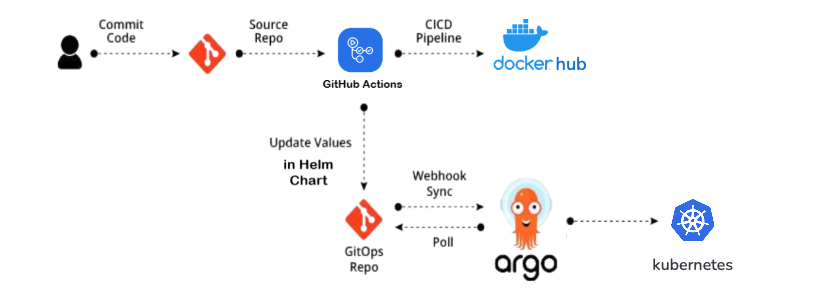 Commit
Code
Source
Repo
CICD
Pipeline
docker hub
GitHub Actions
Update Values
in Helm
Chart
Webhook
Sync
Poll
GitOps
Repo
argo
kubernetes